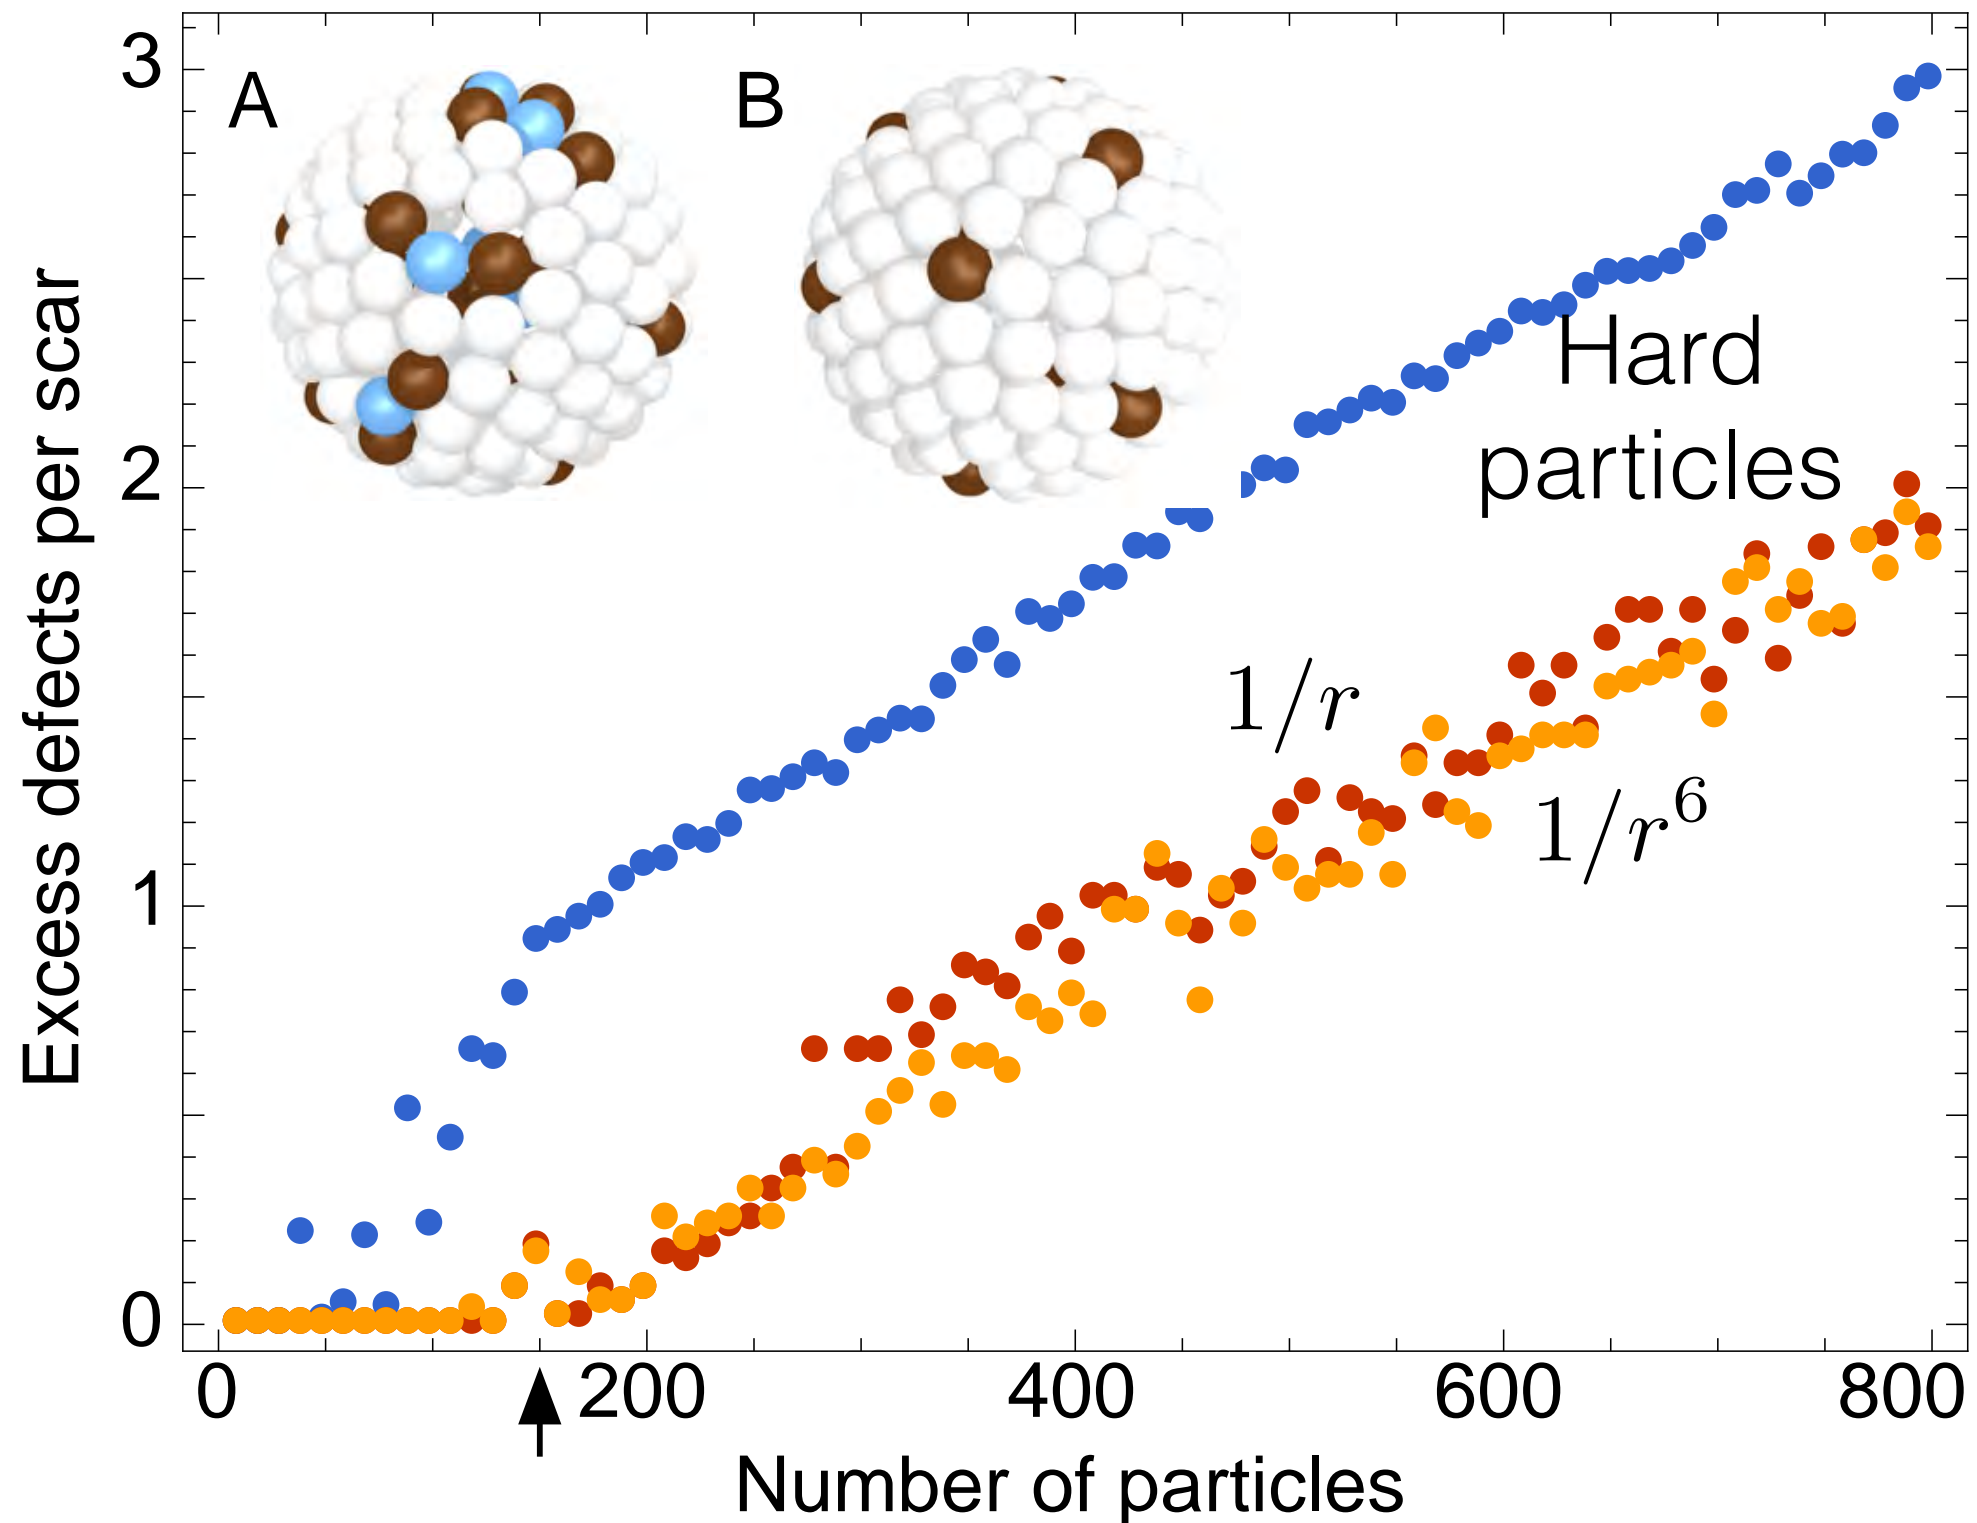 Excess defects per scar
3
2
1
0
A
B
Hard
particles
1/r
1/r⁶
0
200
400
600
800
Number of particles